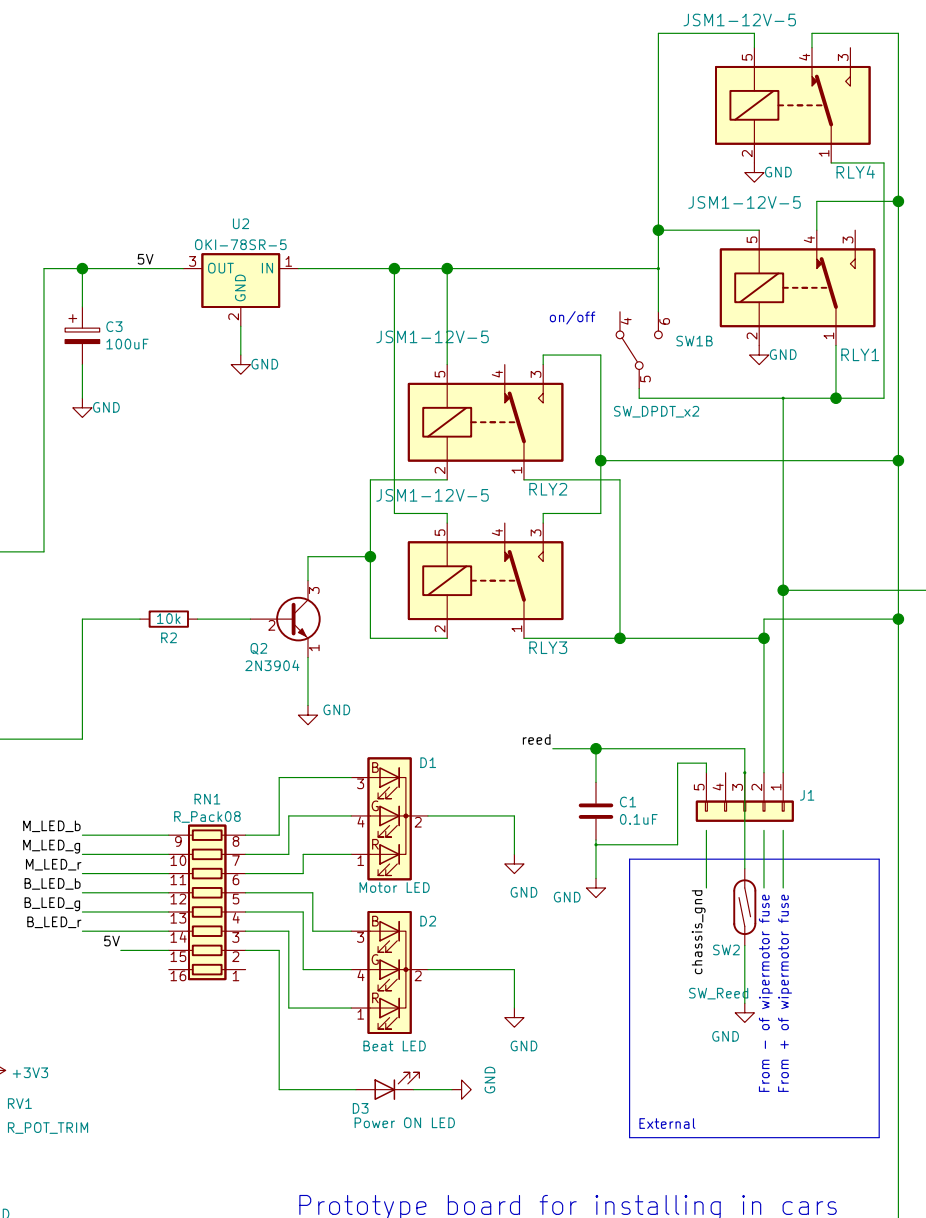 JSM1-12V-5
5
4
3
2
1
GND
RLY4
JSM1-12V-5
5
4
3
2
1
GND
RLY1
U2
OKI-78SR-5
5V
3
OUT
IN
1
GND
2
GND
C3
100uF
+
GND
on/off
4
6
5
SW1B
SW_DPDT_x2
JSM1-12V-5
5
4
3
2
1
RLY2
JSM1-12V-5
5
4
3
2
1
RLY3
10k
R2
2
3
1
Q2
2N3904
GND
reed
C1
0.1uF
GND
5
4
3
2
1
J1
D1
B
3
G
4
2
R
1
Motor LED
GND
RN1
R_Pack08
M_LED_b
M_LED_g
M_LED_r
B_LED_b
B_LED_g
B_LED_r
5V
9
8
10
7
11
6
12
5
13
4
14
3
15
2
16
1
D2
B
3
G
4
2
R
1
Beat LED
GND
D3
Power ON LED
GND
chassis_gnd
SW2
SW_Reed
GND
From - of wipermotor fuse
From + of wipermotor fuse
External
+3V3
RV1
R_POT_TRIM
D
Prototype board for installing in cars